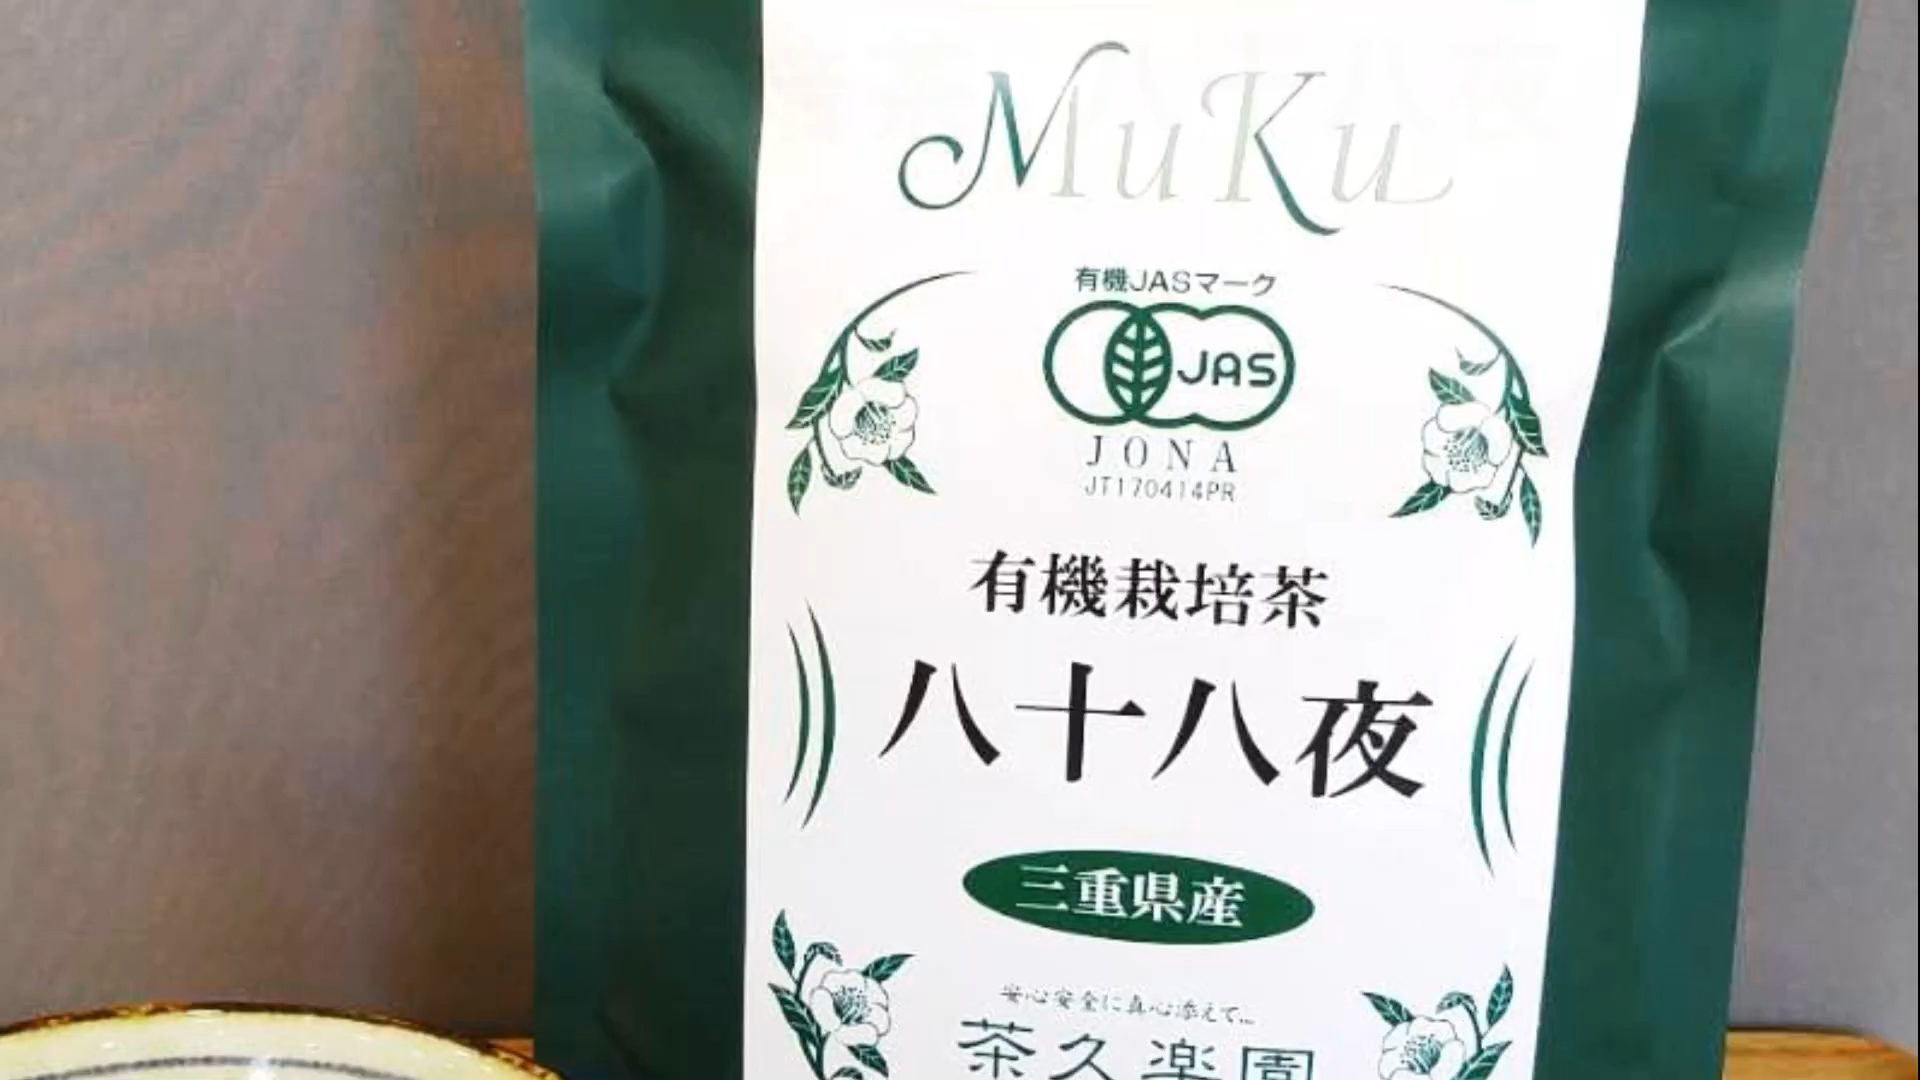 MuKu
有機JASマーク
JAS
JONA
JT170414PR
有機栽培茶
八十八夜
三重県産
安心安全に真心添えて…
茶久楽園